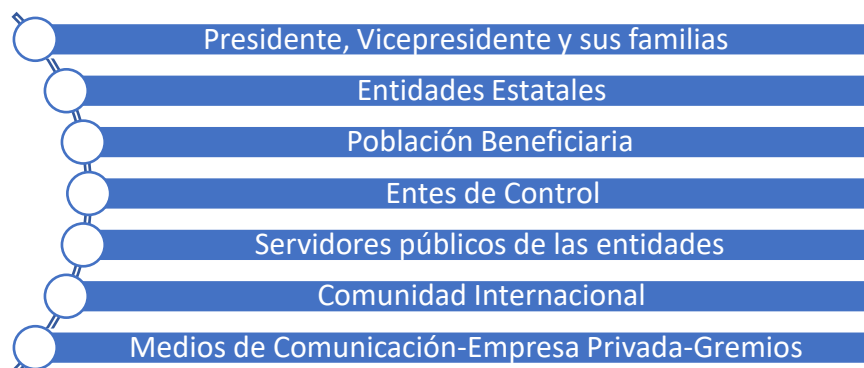 Presidente, Vicepresidente y sus familias
Entidades Estatales
Población Beneficiaria
Entes de Control
Servidores públicos de las entidades
Comunidad Internacional
Medios de Comunicación-Empresa Privada-Gremios